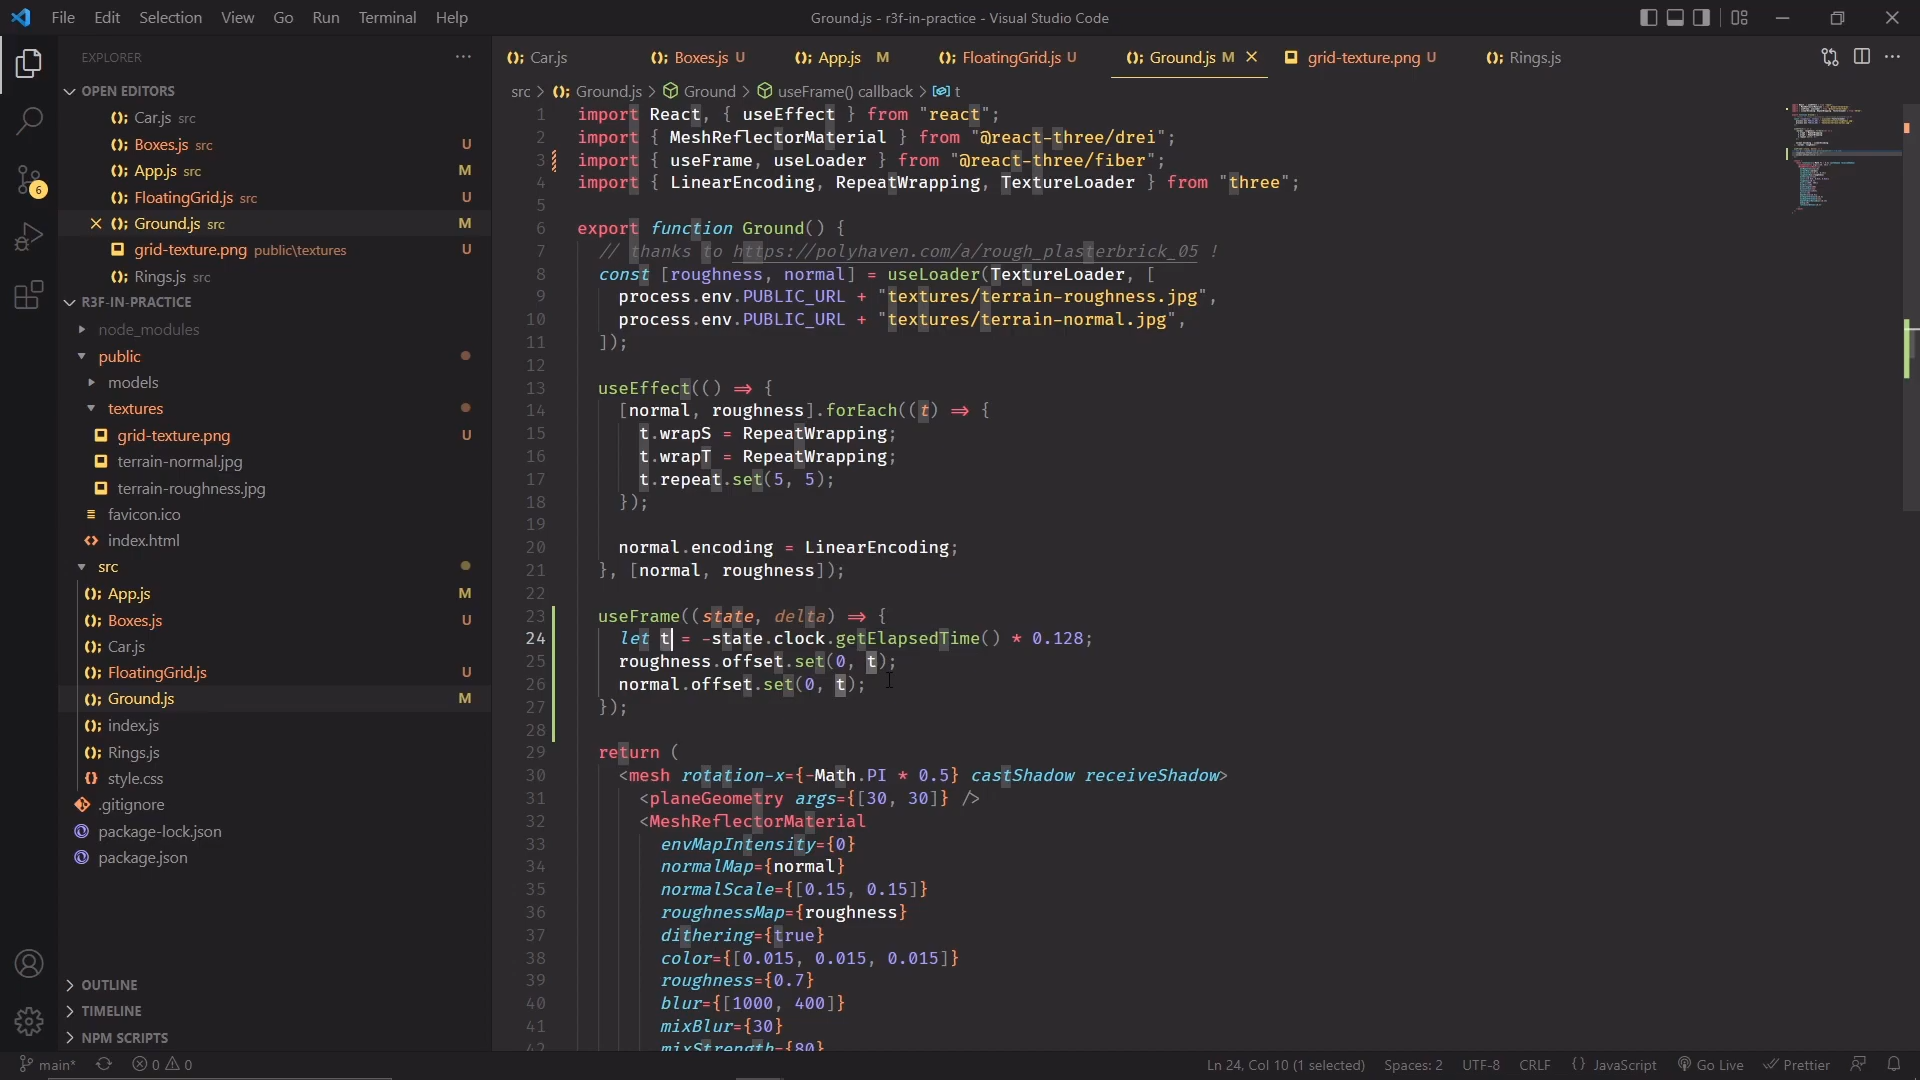 File Edit Selection View Go Run Terminal Help
Ground.js - r3f-in-practice - Visual Studio Code
EXPLORER
OPEN EDITORS
Car.js src
Boxes.js src U
App.js src M
FloatingGrid.js src U
Ground.js src M
grid-texture.png public\textures U
Rings.js src
R3F-IN-PRACTICE
node_modules
public
models
textures
grid-texture.png U
terrain-normal.jpg
terrain-roughness.jpg
favicon.ico
index.html
src
App.js M
Boxes.js U
Car.js
FloatingGrid.js U
Ground.js M
index.js
Rings.js
style.css
.gitignore
package-lock.json
package.json
OUTLINE
TIMELINE
NPM SCRIPTS
6
Car.js Boxes.js U App.js M FloatingGrid.js U Ground.js M grid-texture.png U Rings.js
src > Ground.js > Ground > useFrame() callback > t
1 import React, { useEffect } from "react";
2 import { MeshReflectorMaterial } from "@react-three/drei";
3 import { useFrame, useLoader } from "@react-three/fiber";
4 import { LinearEncoding, RepeatWrapping, TextureLoader } from "three";
5
6 export function Ground() {
7 // thanks to https://polyhaven.com/a/rough_plasterbrick_05 !
8 const [roughness, normal] = useLoader(TextureLoader, [
9 process.env.PUBLIC_URL + "textures/terrain-roughness.jpg",
10 process.env.PUBLIC_URL + "textures/terrain-normal.jpg",
11 ]);
12
13 useEffect(() => {
14 [normal, roughness].forEach((t) => {
15 t.wrapS = RepeatWrapping;
16 t.wrapT = RepeatWrapping;
17 t.repeat.set(5, 5);
18 });
19
20 normal.encoding = LinearEncoding;
21 }, [normal, roughness]);
22
23 useFrame((state, delta) => {
24 let t = -state.clock.getElapsedTime() * 0.128;
25 roughness.offset.set(0, t);
26 normal.offset.set(0, t);
27 });
28
29 return (
30 <mesh rotation-x={-Math.PI * 0.5} castShadow receiveShadow>
31 <planeGeometry args={[30, 30]} />
32 <MeshReflectorMaterial
33 envMapIntensity={0}
34 normalMap={normal}
35 normalScale={[0.15, 0.15]}
36 roughnessMap={roughness}
37 dithering={true}
38 color={[0.015, 0.015, 0.015]}
39 roughness={0.7}
40 blur={[1000, 400]}
41 mixBlur={30}
42 mixStrength={80}
main* 0 0
Ln 24, Col 10 (1 selected) Spaces: 2 UTF-8 CRLF {} JavaScript Go Live Prettier